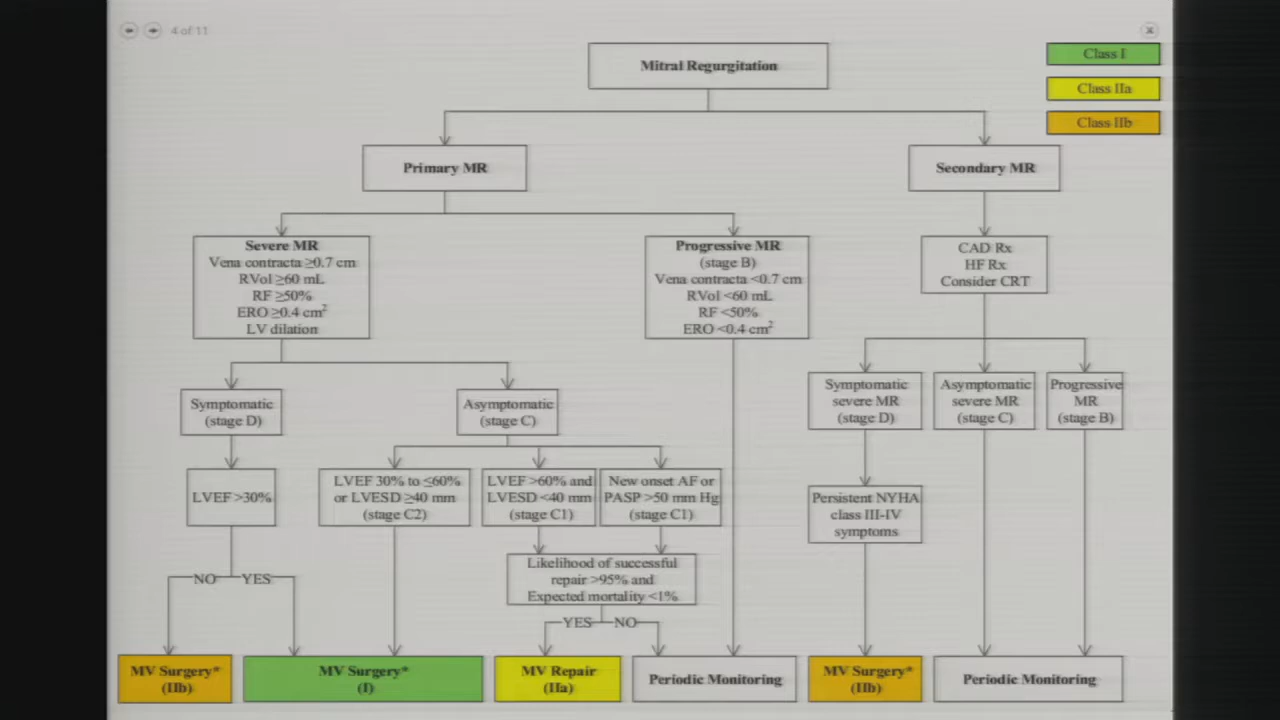 4 of 11
Mitral Regurgitation
Class I
Class IIa
Class IIb
Primary MR
Secondary MR
Severe MR
Vena contracta ≥0.7 cm
RVol ≥60 mL
RF ≥50%
ERO ≥0.4 cm²
LV dilation
Progressive MR
(stage B)
Vena contracta <0.7 cm
RVol <60 mL
RF <50%
ERO <0.4 cm²
CAD Rx
HF Rx
Consider CRT
Symptomatic
(stage D)
Asymptomatic
(stage C)
Symptomatic
severe MR
(stage D)
Asymptomatic
severe MR
(stage C)
Progressive
MR
(stage B)
LVEF >30%
LVEF 30% to ≤60%
or LVESD ≥40 mm
(stage C2)
LVEF >60% and
LVESD <40 mm
(stage C1)
New onset AF or
PASP >50 mm Hg
(stage C1)
Persistent NYHA
class III-IV
symptoms
Likelihood of successful
repair >95% and
Expected mortality <1%
NO YES
YES NO
MV Surgery*
(IIb)
MV Surgery*
(I)
MV Repair
(IIa)
Periodic Monitoring
MV Surgery*
(IIb)
Periodic Monitoring